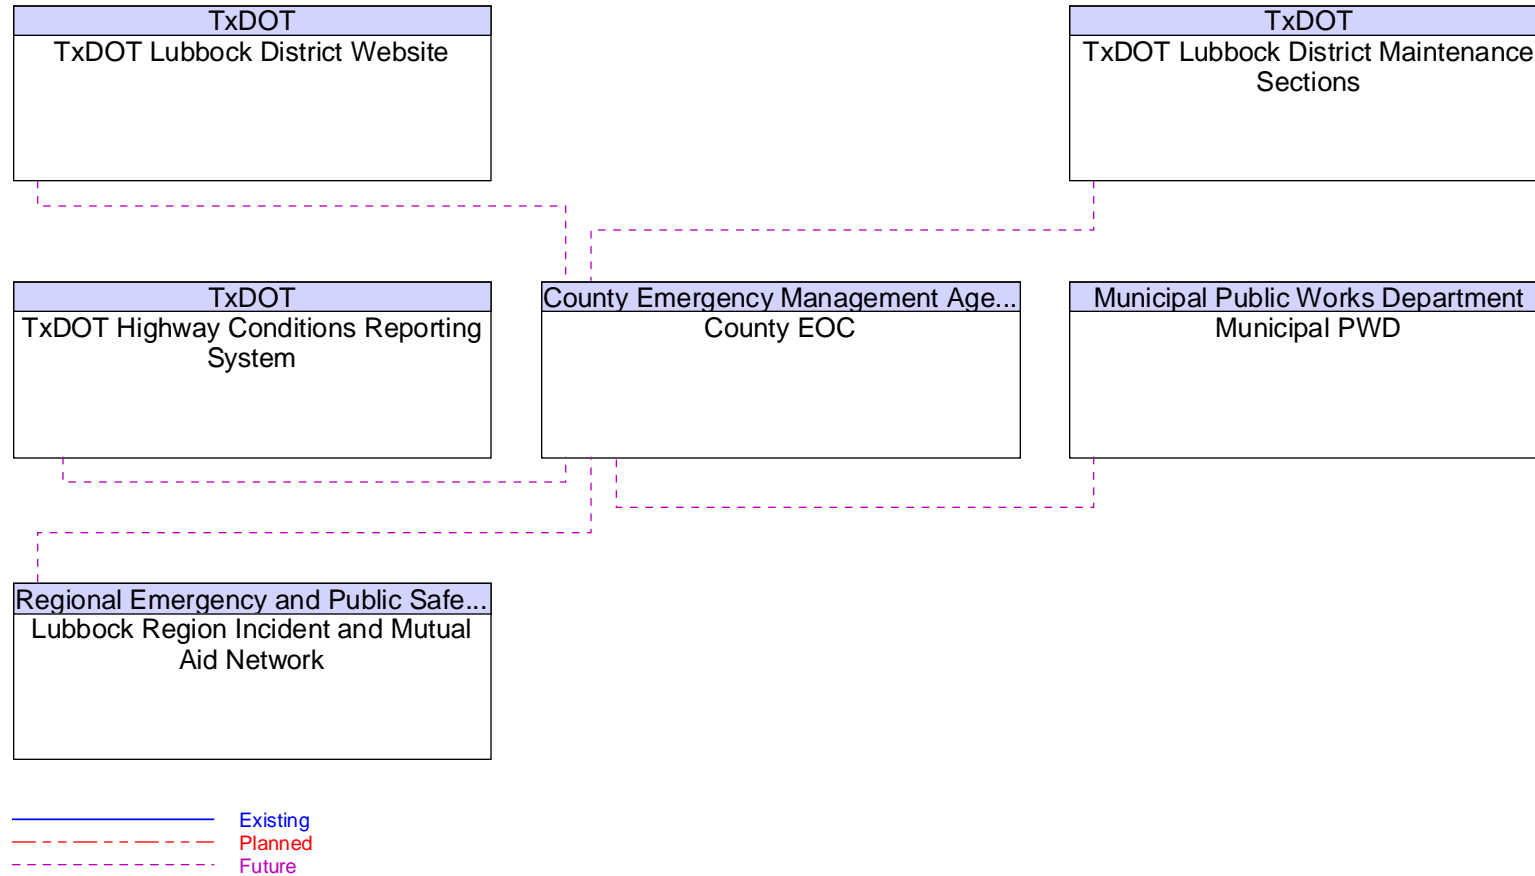 TxDOT
TxDOT Lubbock District Website
TxDOT
TxDOT Lubbock District Maintenance
Sections
TxDOT
TxDOT Highway Conditions Reporting
System
County Emergency Management Age...
County EOC
Municipal Public Works Department
Municipal PWD
Regional Emergency and Public Safe...
Lubbock Region Incident and Mutual
Aid Network
Existing
Planned
Future